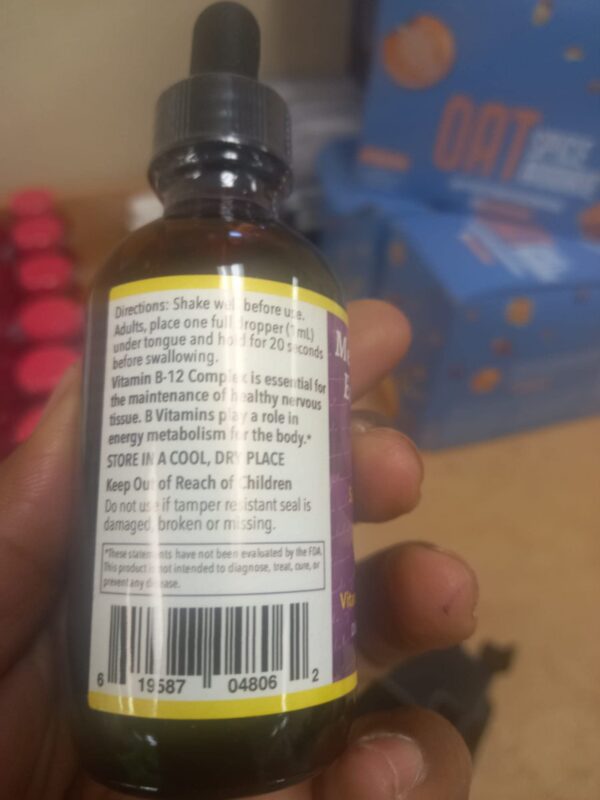 Directions: Shake well before use.
Adults, place one full dropper (1 mL)
under tongue and hold for 20 seconds
before swallowing.
Vitamin B-12 Complex is essential for
the maintenance of healthy nervous
tissue. B Vitamins play a role in
energy metabolism for the body.*
STORE IN A COOL, DRY PLACE
Keep Out of Reach of Children
Do not use if tamper resistant seal is
damaged, broken or missing.
*These statements have not been evaluated by the FDA.
This product is not intended to diagnose, treat, cure, or
prevent any disease.
6 19587 04806 2
M
E
Vita
D
OAT
SPICE